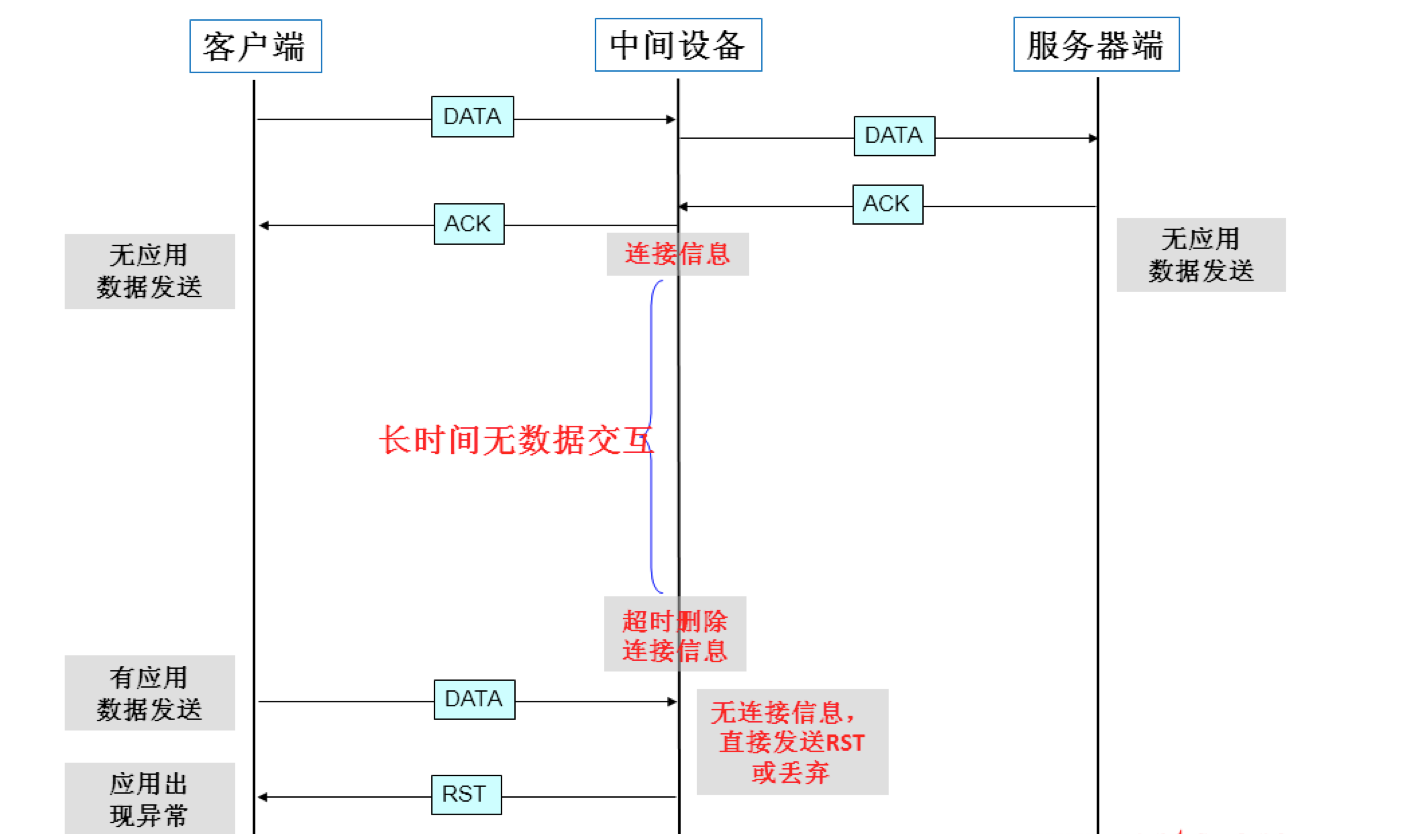 客户端
中间设备
服务器端
DATA
DATA
ACK
ACK
无应用
数据发送
连接信息
无应用
数据发送
长时间无数据交互
超时删除
连接信息
有应用
数据发送
DATA
无连接信息，
直接发送RST
或丢弃
应用出
现异常
RST